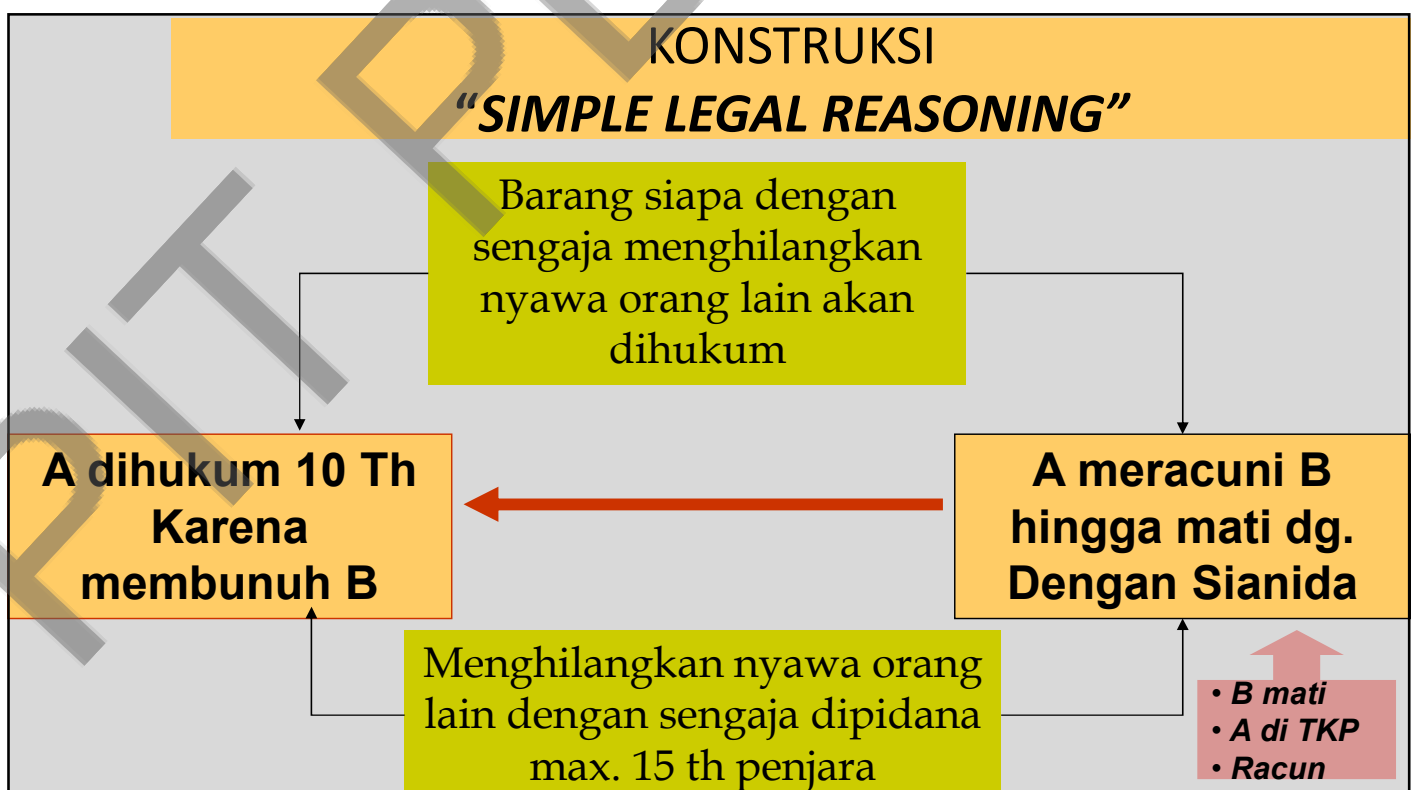 KONSTRUKSI
“SIMPLE LEGAL REASONING”
Barang siapa dengan
sengaja menghilangkan
nyawa orang lain akan
dihukum
A dihukum 10 Th
Karena
membunuh B
A meracuni B
hingga mati dg.
Dengan Sianida
Menghilangkan nyawa orang
lain dengan sengaja dipidana
max. 15 th penjara
• B mati
• A di TKP
• Racun
PIT